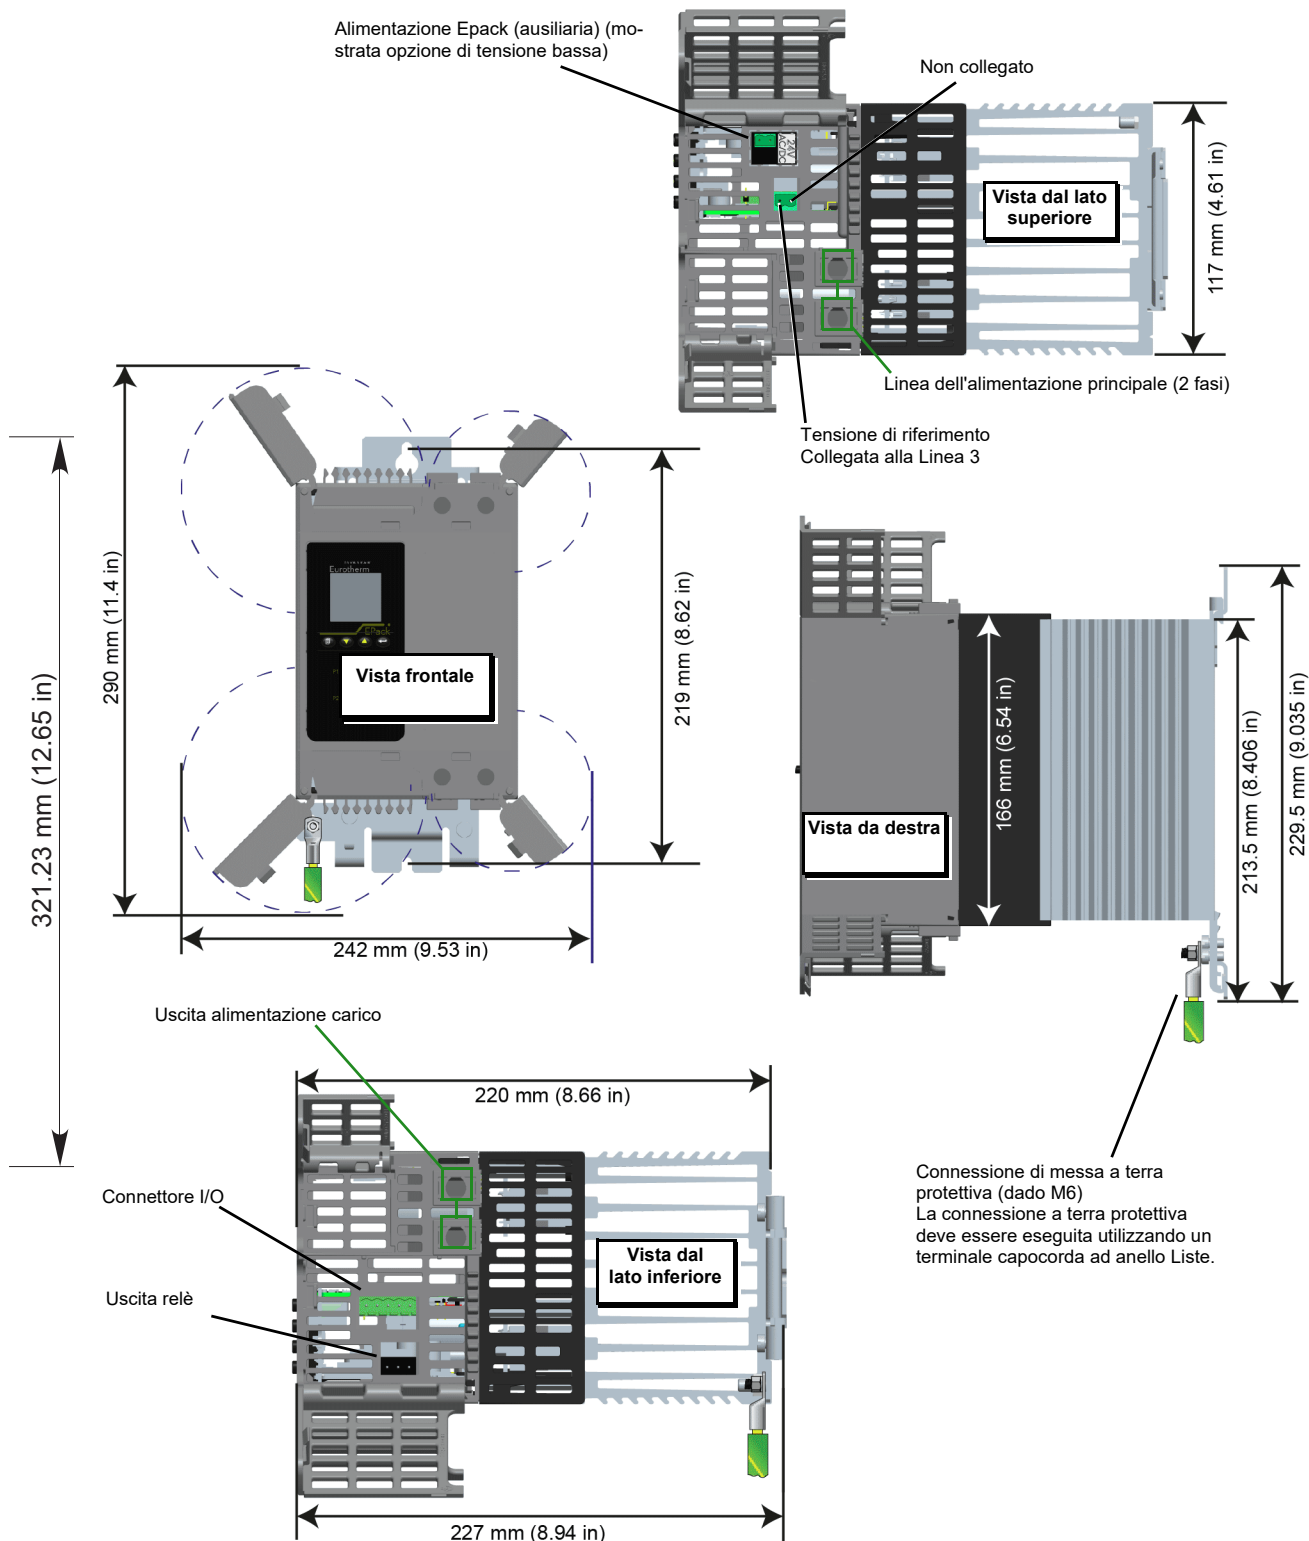 Alimentazione Epack (ausiliaria) (mo-
strata opzione di tensione bassa)
Non collegato
24V
AC/DC
Vista dal lato
superiore
117 mm (4.61 in)
Linea dell'alimentazione principale (2 fasi)
Tensione di riferimento
Collegata alla Linea 3
321.23 mm (12.65 in)
290 mm (11.4 in)
Eurotherm
EPack
Vista frontale
219 mm (8.62 in)
242 mm (9.53 in)
Vista da destra
166 mm (6.54 in)
213.5 mm (8.406 in)
229.5 mm (9.035 in)
Uscita alimentazione carico
220 mm (8.66 in)
Connettore I/O
Uscita relè
Vista dal
lato inferiore
Connessione di messa a terra
protettiva (dado M6)
La connessione a terra protettiva
deve essere eseguita utilizzando un
terminale capocorda ad anello Liste.
227 mm (8.94 in)